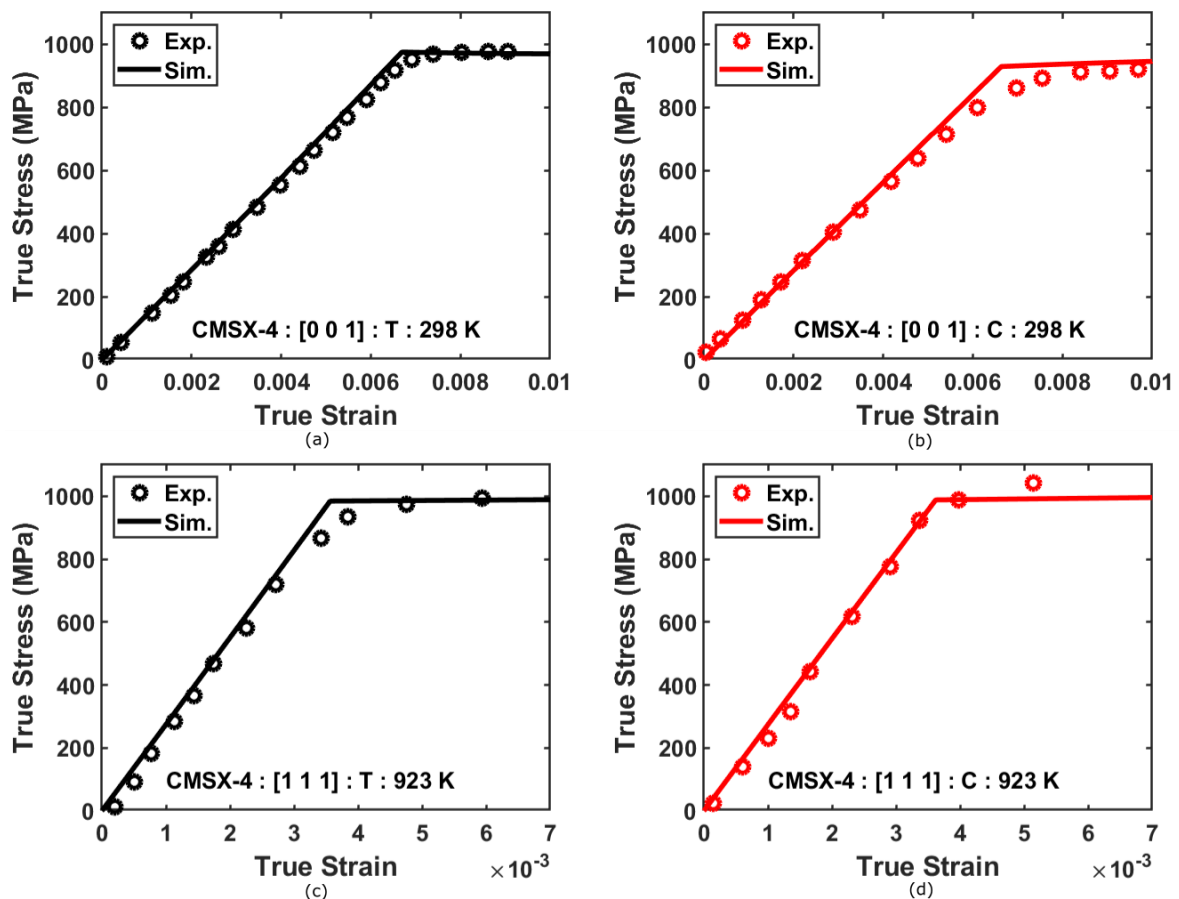 1000
800
600
400
200
0
True Stress (MPa)
Exp.
Sim.
CMSX-4 : [0 0 1] : T : 298 K
0 0.002 0.004 0.006 0.008 0.01
True Strain
(a)
1000
800
600
400
200
0
True Stress (MPa)
Exp.
Sim.
CMSX-4 : [0 0 1] : C : 298 K
0 0.002 0.004 0.006 0.008 0.01
True Strain
(b)
1000
800
600
400
200
0
True Stress (MPa)
Exp.
Sim.
CMSX-4 : [1 1 1] : T : 923 K
0 1 2 3 4 5 6 7
True Strain ×10⁻³
(c)
1000
800
600
400
200
0
True Stress (MPa)
Exp.
Sim.
CMSX-4 : [1 1 1] : C : 923 K
0 1 2 3 4 5 6 7
True Strain ×10⁻³
(d)